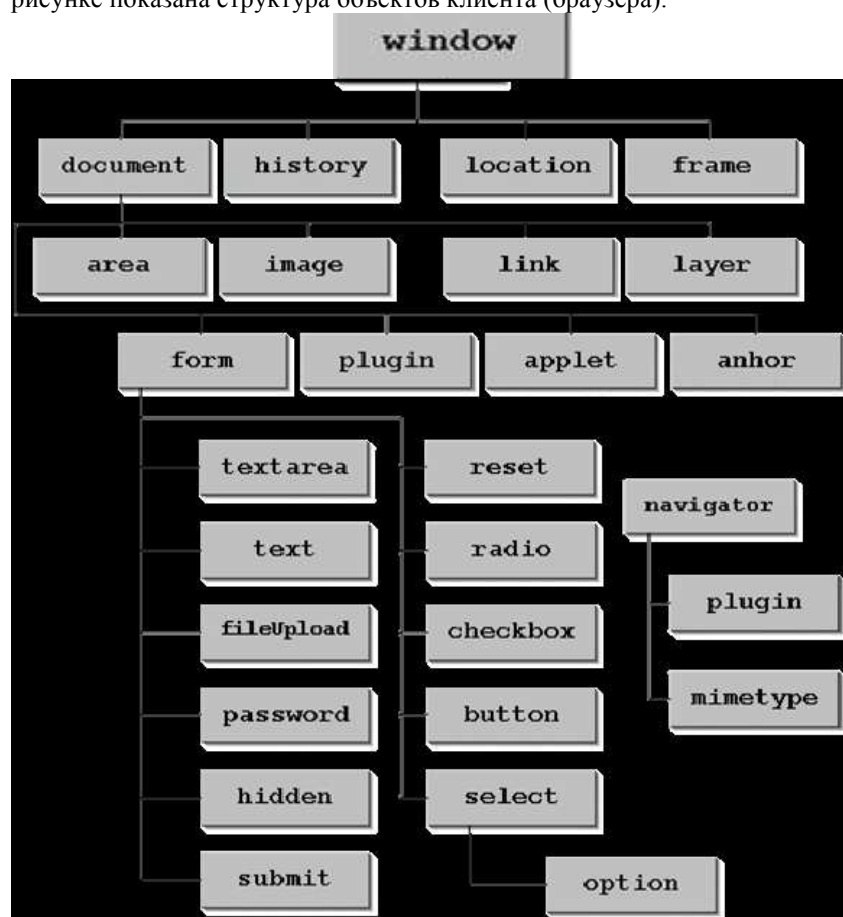 рисунке показана структура объектов клиента (браузера).
window
document history location frame
area image link layer
form plugin applet anhor
textarea reset
navigator
text radio
plugin
fileUpload checkbox
mimetype
password button
hidden select
submit option